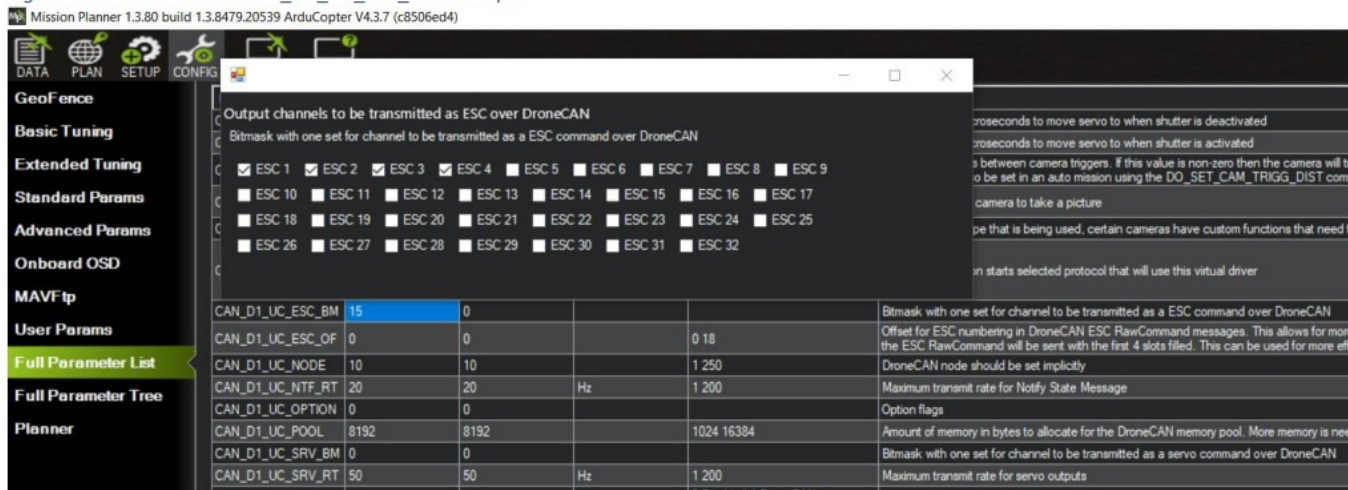 Mission Planner 1.3.80 build 1.3.8479.20539 ArduCopter V4.3.7 (c8506ed4)
DATA PLAN SETUP CONFIG
GeoFence
Basic Tuning
Extended Tuning
Standard Params
Advanced Params
Onboard OSD
MAVFtp
User Params
Full Parameter List
Full Parameter Tree
Planner
Output channels to be transmitted as ESC over DroneCAN
Bitmask with one set for channel to be transmitted as a ESC command over DroneCAN
ESC 1 ESC 2 ESC 3 ESC 4 ESC 5 ESC 6 ESC 7 ESC 8 ESC 9
ESC 10 ESC 11 ESC 12 ESC 13 ESC 14 ESC 15 ESC 16 ESC 17
ESC 18 ESC 19 ESC 20 ESC 21 ESC 22 ESC 23 ESC 24 ESC 25
ESC 26 ESC 27 ESC 28 ESC 29 ESC 30 ESC 31 ESC 32
to move servo to when shutter is deactivated
to move servo to when shutter is activated
between camera triggers. If this value is non-zero then the camera will
be set in an auto mission using the DO_SET_CAM_TRIGG_DIST
camera to take a picture
that is being used, certain cameras have custom functions that need
starts selected protocol that will use this virtual driver
CAN_D1_UC_ESC_BM 15 0 Bitmask with one set for channel to be transmitted as a ESC command over DroneCAN
CAN_D1_UC_ESC_OF 0 0 0 18 Offset for ESC numbering in DroneCAN ESC RawCommand messages. This allows for
the ESC RawCommand will be sent with the first 4 slots filled. This can be used for more
CAN_D1_UC_NODE 10 10 1 250 DroneCAN node should be set implicitly
CAN_D1_UC_NTF_RT 20 20 Hz 1 200 Maximum transmit rate for Notify State Message
CAN_D1_UC_OPTION 0 0 Option flags
CAN_D1_UC_POOL 8192 8192 1024 16384 Amount of memory in bytes to allocate for the DroneCAN memory pool. More memory is
CAN_D1_UC_SRV_BM 0 0 Bitmask with one set for channel to be transmitted as a servo command over DroneCAN
CAN_D1_UC_SRV_RT 50 50 Hz 1 200 Maximum transmit rate for servo outputs